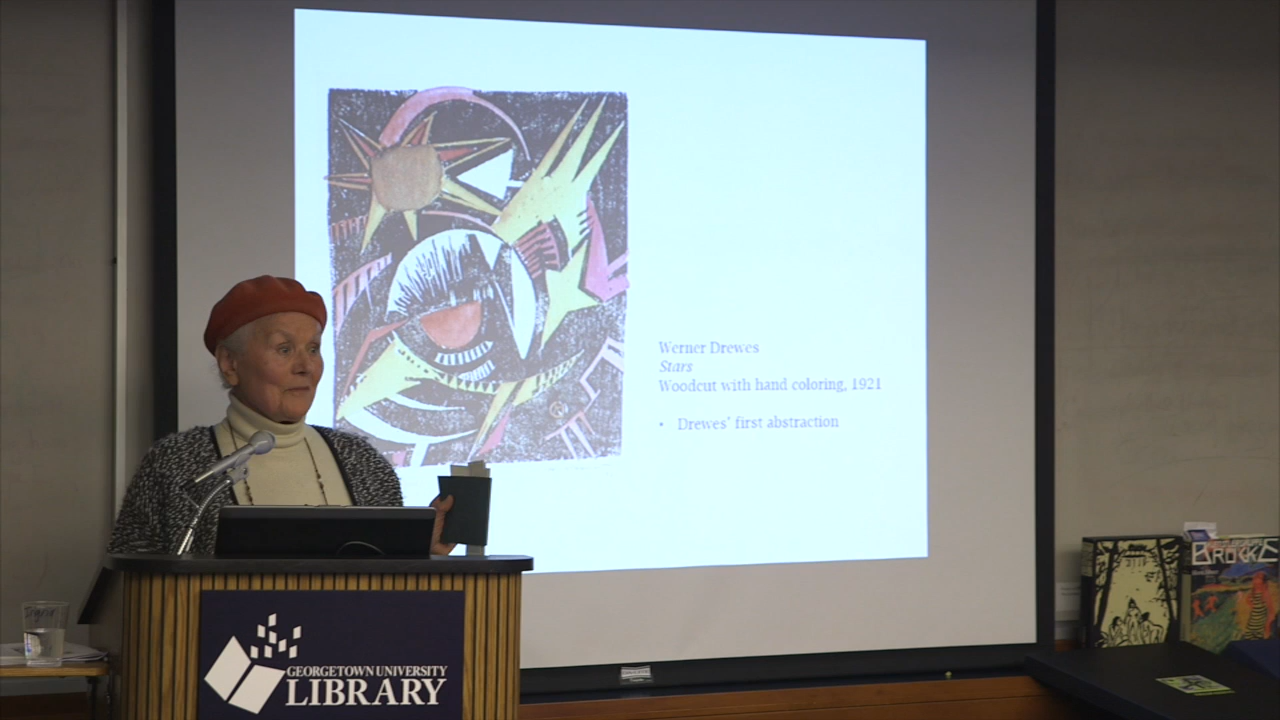 Werner Drewes
Stars
Woodcut with hand coloring, 1921
• Drewes' first abstraction
GEORGETOWN UNIVERSITY
LIBRARY
BRÜCKE